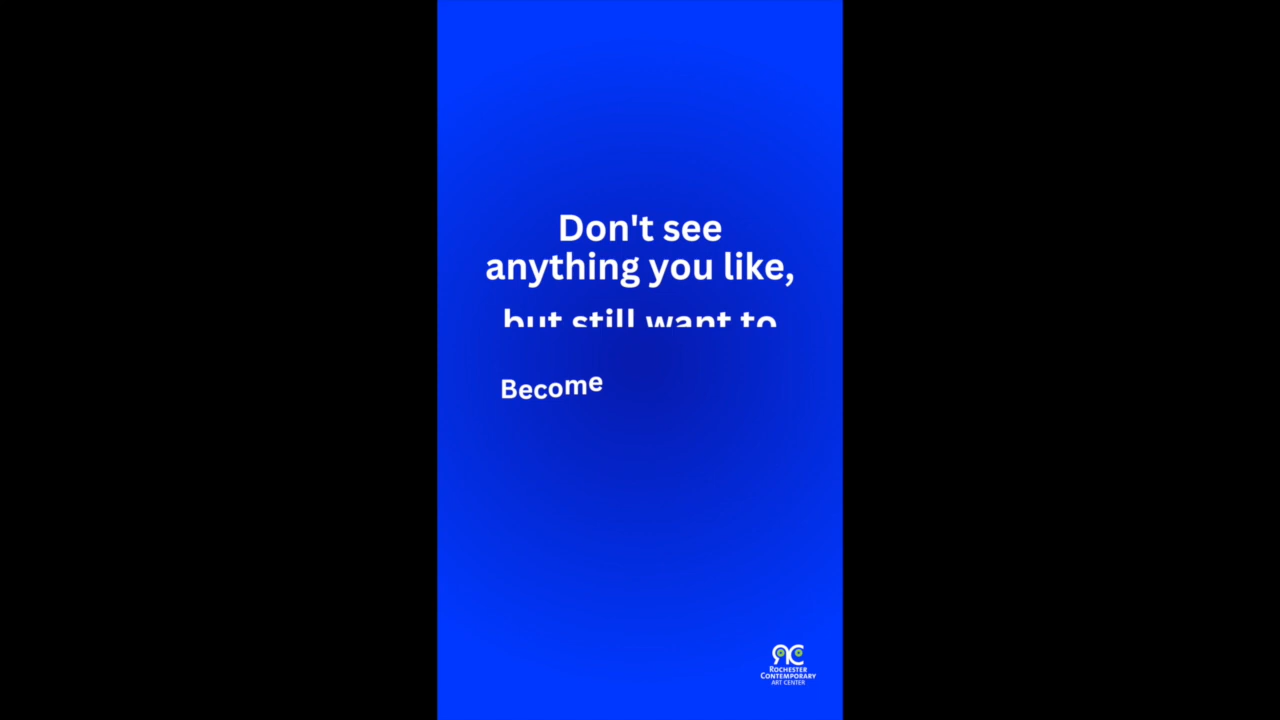 Don't see
anything you like,
but still want to
Become
ROCHESTER
CONTEMPORARY
ART CENTER